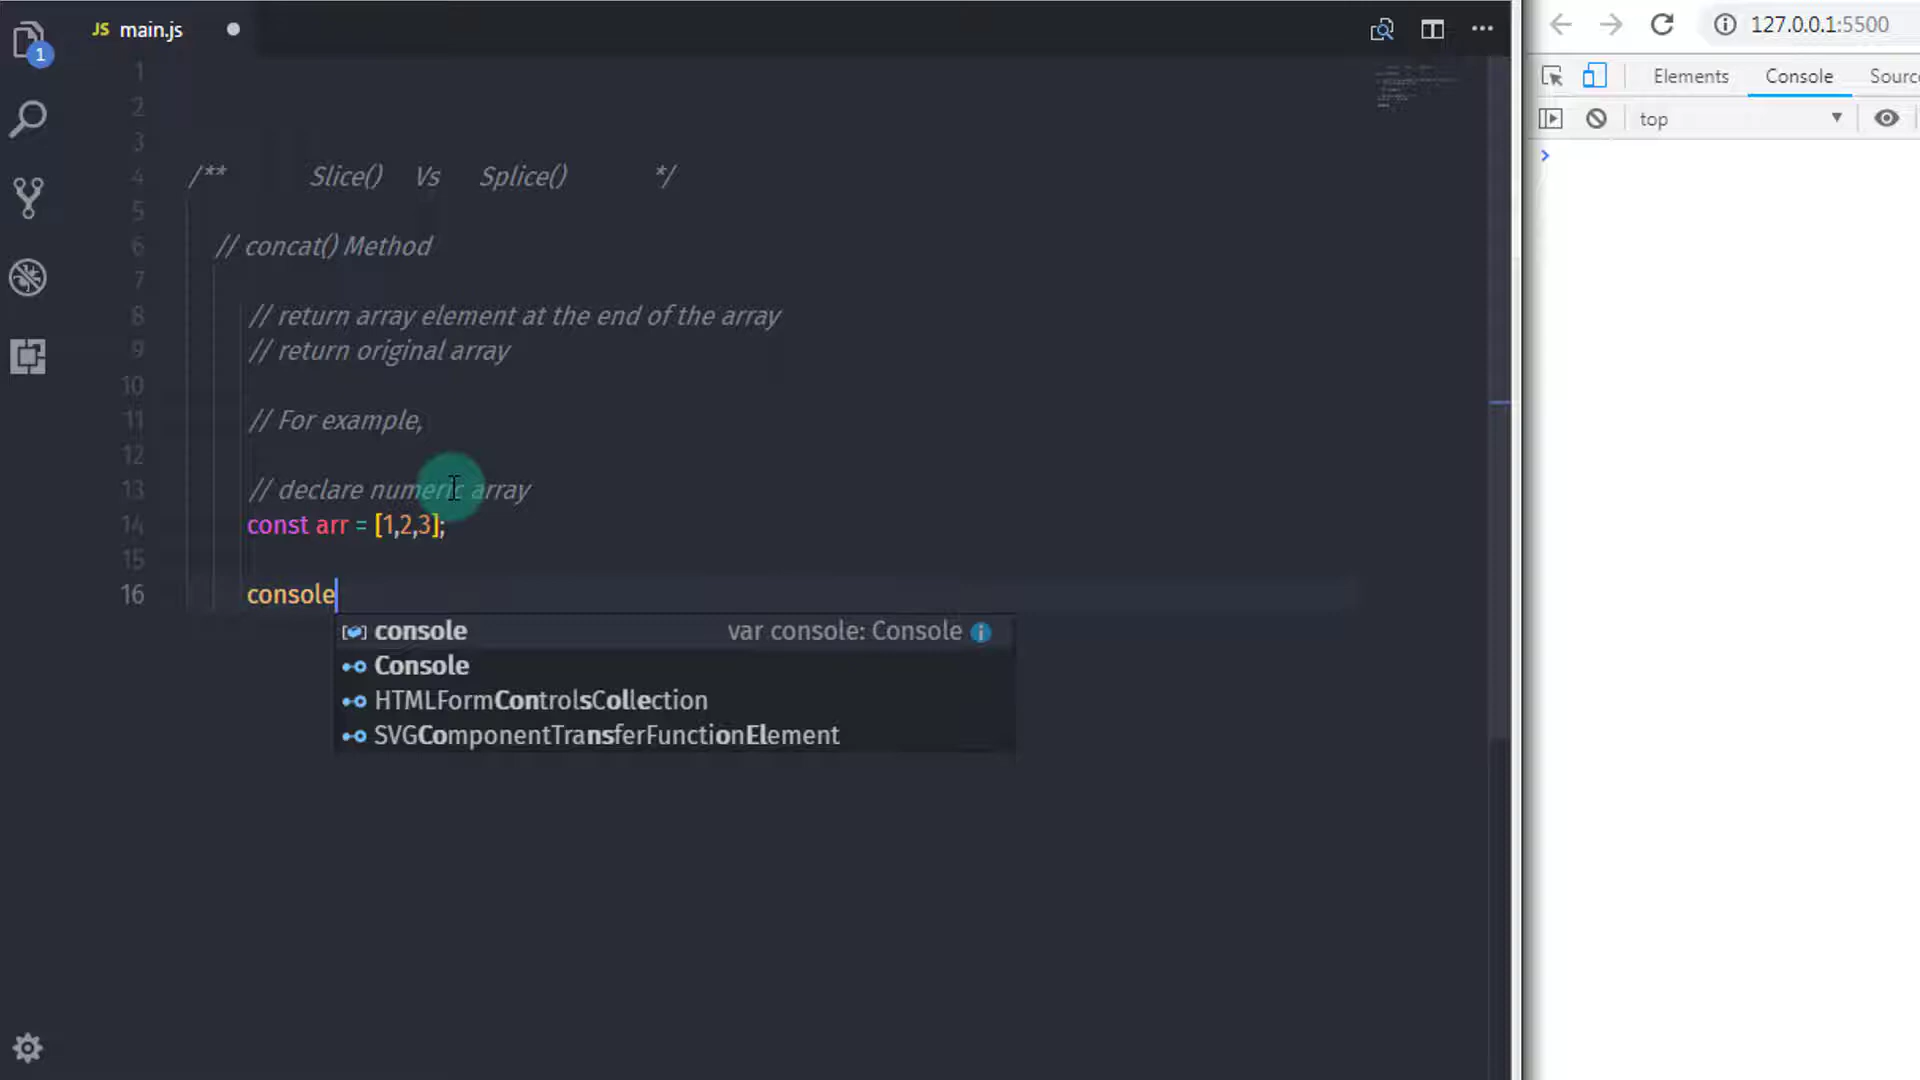 JS main.js
127.0.0.1:5500
Elements Console Sourc
top
1
1
2
3
4 /** Slice() Vs Splice() */
5
6 // concat() Method
7
8 // return array element at the end of the array
9 // return original array
10
11 // For example,
12
13 // declare numeric array
14 const arr = [1,2,3];
15
16 console
console var console: Console
Console
HTMLFormControlsCollection
SVGComponentTransferFunctionElement